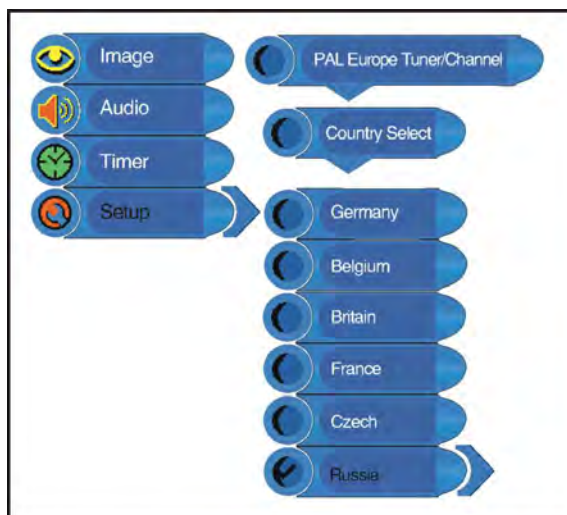 Image
Audio
Timer
Setup
PAL Europe Tuner/Channel
Country Select
Germany
Belgium
Britain
France
Czech
Russia